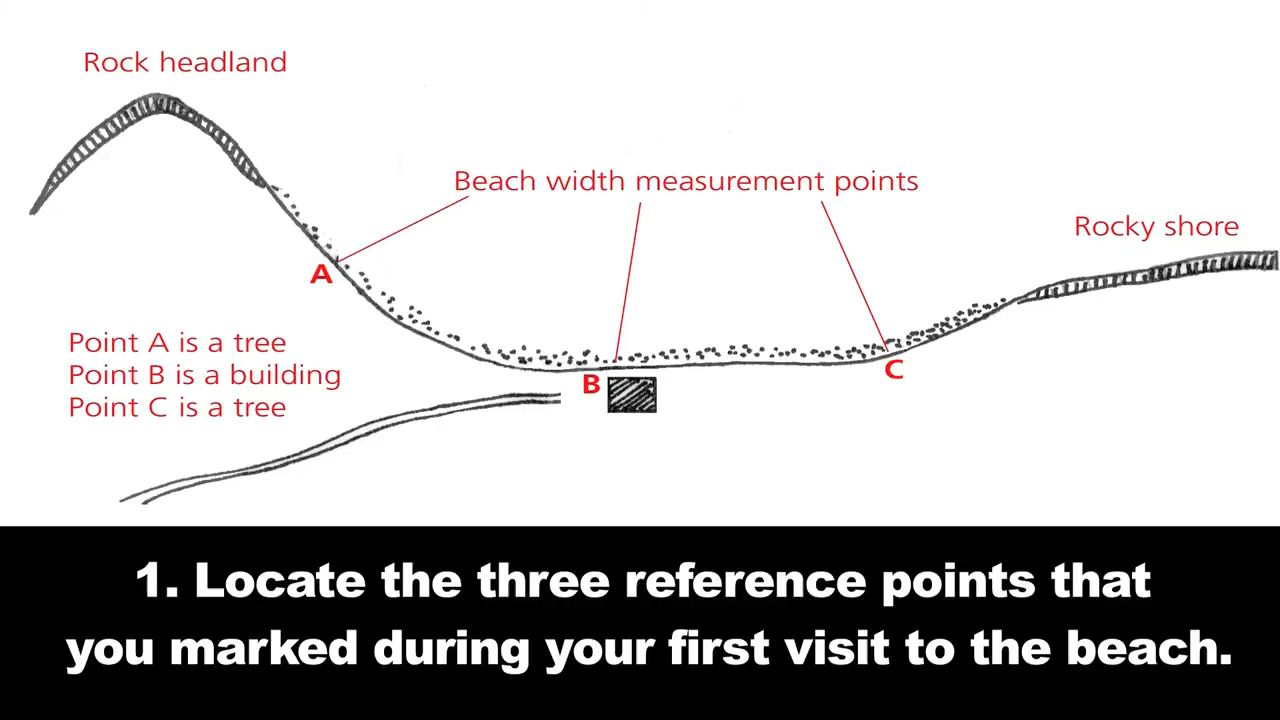 Rock headland
Beach width measurement points
Rocky shore
A
Point A is a tree
Point B is a building
Point C is a tree
B
C
1. Locate the three reference points that
you marked during your first visit to the beach.